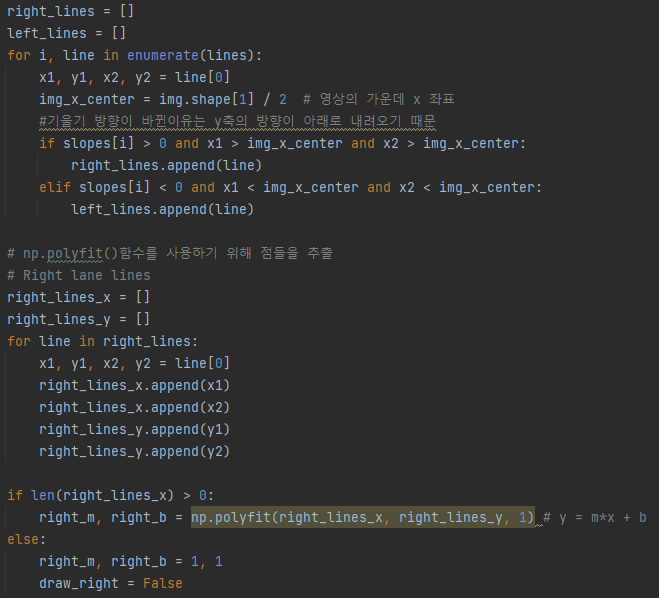 right_lines = []
left_lines = []
for i, line in enumerate(lines):
    x1, y1, x2, y2 = line[0]
    img_x_center = img.shape[1] / 2  # 영상의 가운데 x 좌표
    #기울기 방향이 바뀐이유는 y축의 방향이 아래로 내려오기 때문
    if slopes[i] > 0 and x1 > img_x_center and x2 > img_x_center:
        right_lines.append(line)
    elif slopes[i] < 0 and x1 < img_x_center and x2 < img_x_center:
        left_lines.append(line)

# np.polyfit()함수를 사용하기 위해 점들을 추출
# Right lane lines
right_lines_x = []
right_lines_y = []
for line in right_lines:
    x1, y1, x2, y2 = line[0]
    right_lines_x.append(x1)
    right_lines_x.append(x2)
    right_lines_y.append(y1)
    right_lines_y.append(y2)

if len(right_lines_x) > 0:
    right_m, right_b = np.polyfit(right_lines_x, right_lines_y, 1) # y = m*x + b
else:
    right_m, right_b = 1, 1
    draw_right = False